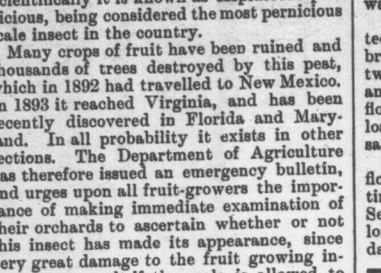 icious, being considered the most pernicious
cale insect in the country.
Many crops of fruit have been ruined and
housands of trees destroyed by this pest,
hich in 1892 had travelled to New Mexico.
n 1893 it reached Virginia, and has been
ecently discovered in Florida and Mary-
and. In all probability it exists in other
ections. The Department of Agriculture
as therefore issued an emergency bulletin,
nd urges upon all fruit-growers the impor-
ance of making immediate examination of
heir orchards to ascertain whether or not
his insect has made its appearance, since
ery great damage to the fruit growing in-